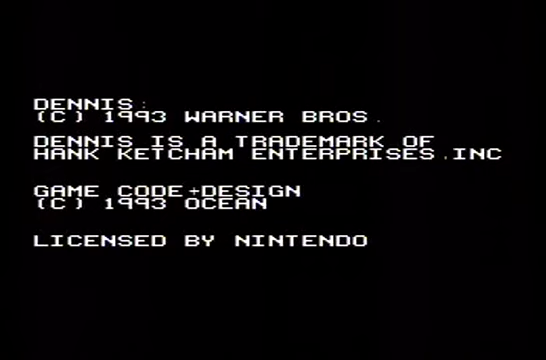 DENNIS:
(C) 1993 WARNER BROS.
DENNIS IS A TRADEMARK OF
HANK KETCHAM ENTERPRISES.INC
GAME CODE+DESIGN
(C) 1993 OCEAN
LICENSED BY NINTENDO